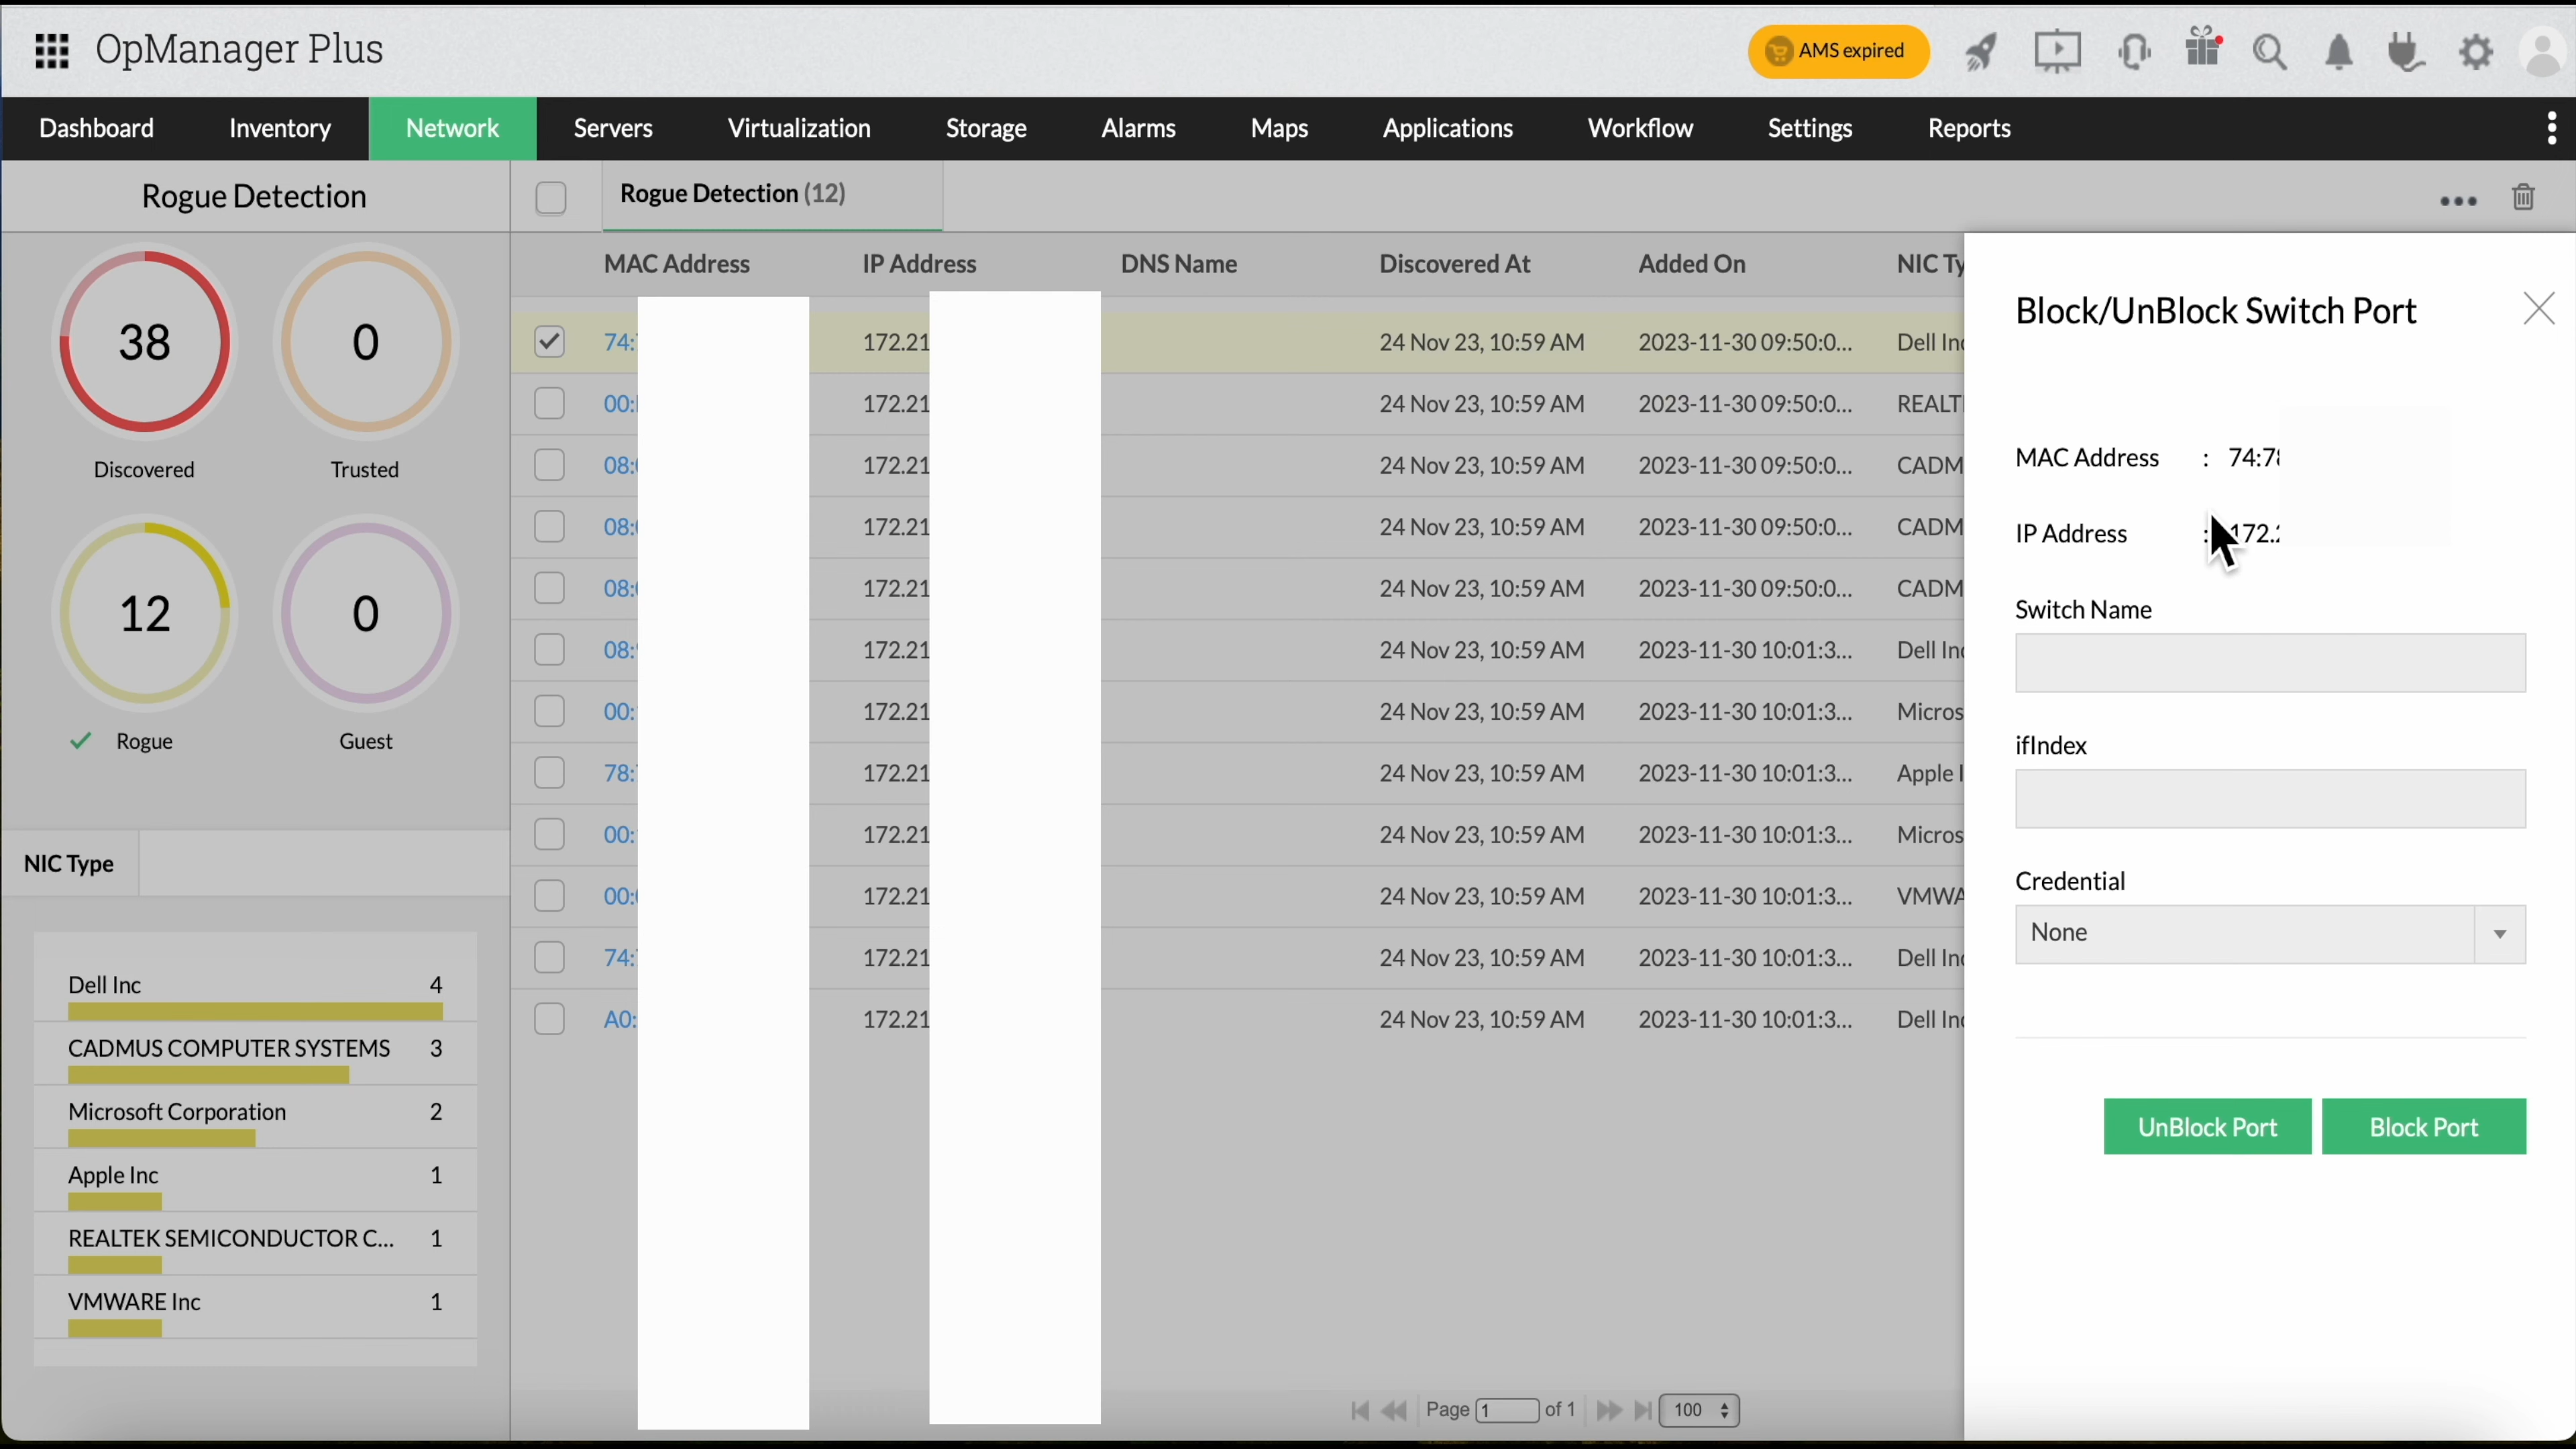 OpManager Plus
AMS expired
Dashboard Inventory Network Servers Virtualization Storage Alarms Maps Applications Workflow Settings Reports
Rogue Detection
38
Discovered
0
Trusted
12
Rogue
0
Guest
NIC Type
Dell Inc 4
CADMUS COMPUTER SYSTEMS 3
Microsoft Corporation 2
Apple Inc 1
REALTEK SEMICONDUCTOR C... 1
VMWARE Inc 1
Rogue Detection (12)
MAC Address IP Address DNS Name Discovered At Added On NIC Ty
74: 172.21 24 Nov 23, 10:59 AM 2023-11-30 09:50:0... Dell Inc
00: 172.21 24 Nov 23, 10:59 AM 2023-11-30 09:50:0... REALT
08: 172.21 24 Nov 23, 10:59 AM 2023-11-30 09:50:0... CADM
08: 172.21 24 Nov 23, 10:59 AM 2023-11-30 09:50:0... CADM
08: 172.21 24 Nov 23, 10:59 AM 2023-11-30 09:50:0... CADM
08: 172.21 24 Nov 23, 10:59 AM 2023-11-30 10:01:3... Dell Inc
00: 172.21 24 Nov 23, 10:59 AM 2023-11-30 10:01:3... Micros
78: 172.21 24 Nov 23, 10:59 AM 2023-11-30 10:01:3... Apple I
00: 172.21 24 Nov 23, 10:59 AM 2023-11-30 10:01:3... Micros
00: 172.21 24 Nov 23, 10:59 AM 2023-11-30 10:01:3... VMWA
74: 172.21 24 Nov 23, 10:59 AM 2023-11-30 10:01:3... Dell Inc
A0: 172.21 24 Nov 23, 10:59 AM 2023-11-30 10:01:3... Dell Inc
Page 1 of 1 100
Block/UnBlock Switch Port
MAC Address : 74:78
IP Address : 172.2
Switch Name
ifIndex
Credential
None
UnBlock Port Block Port